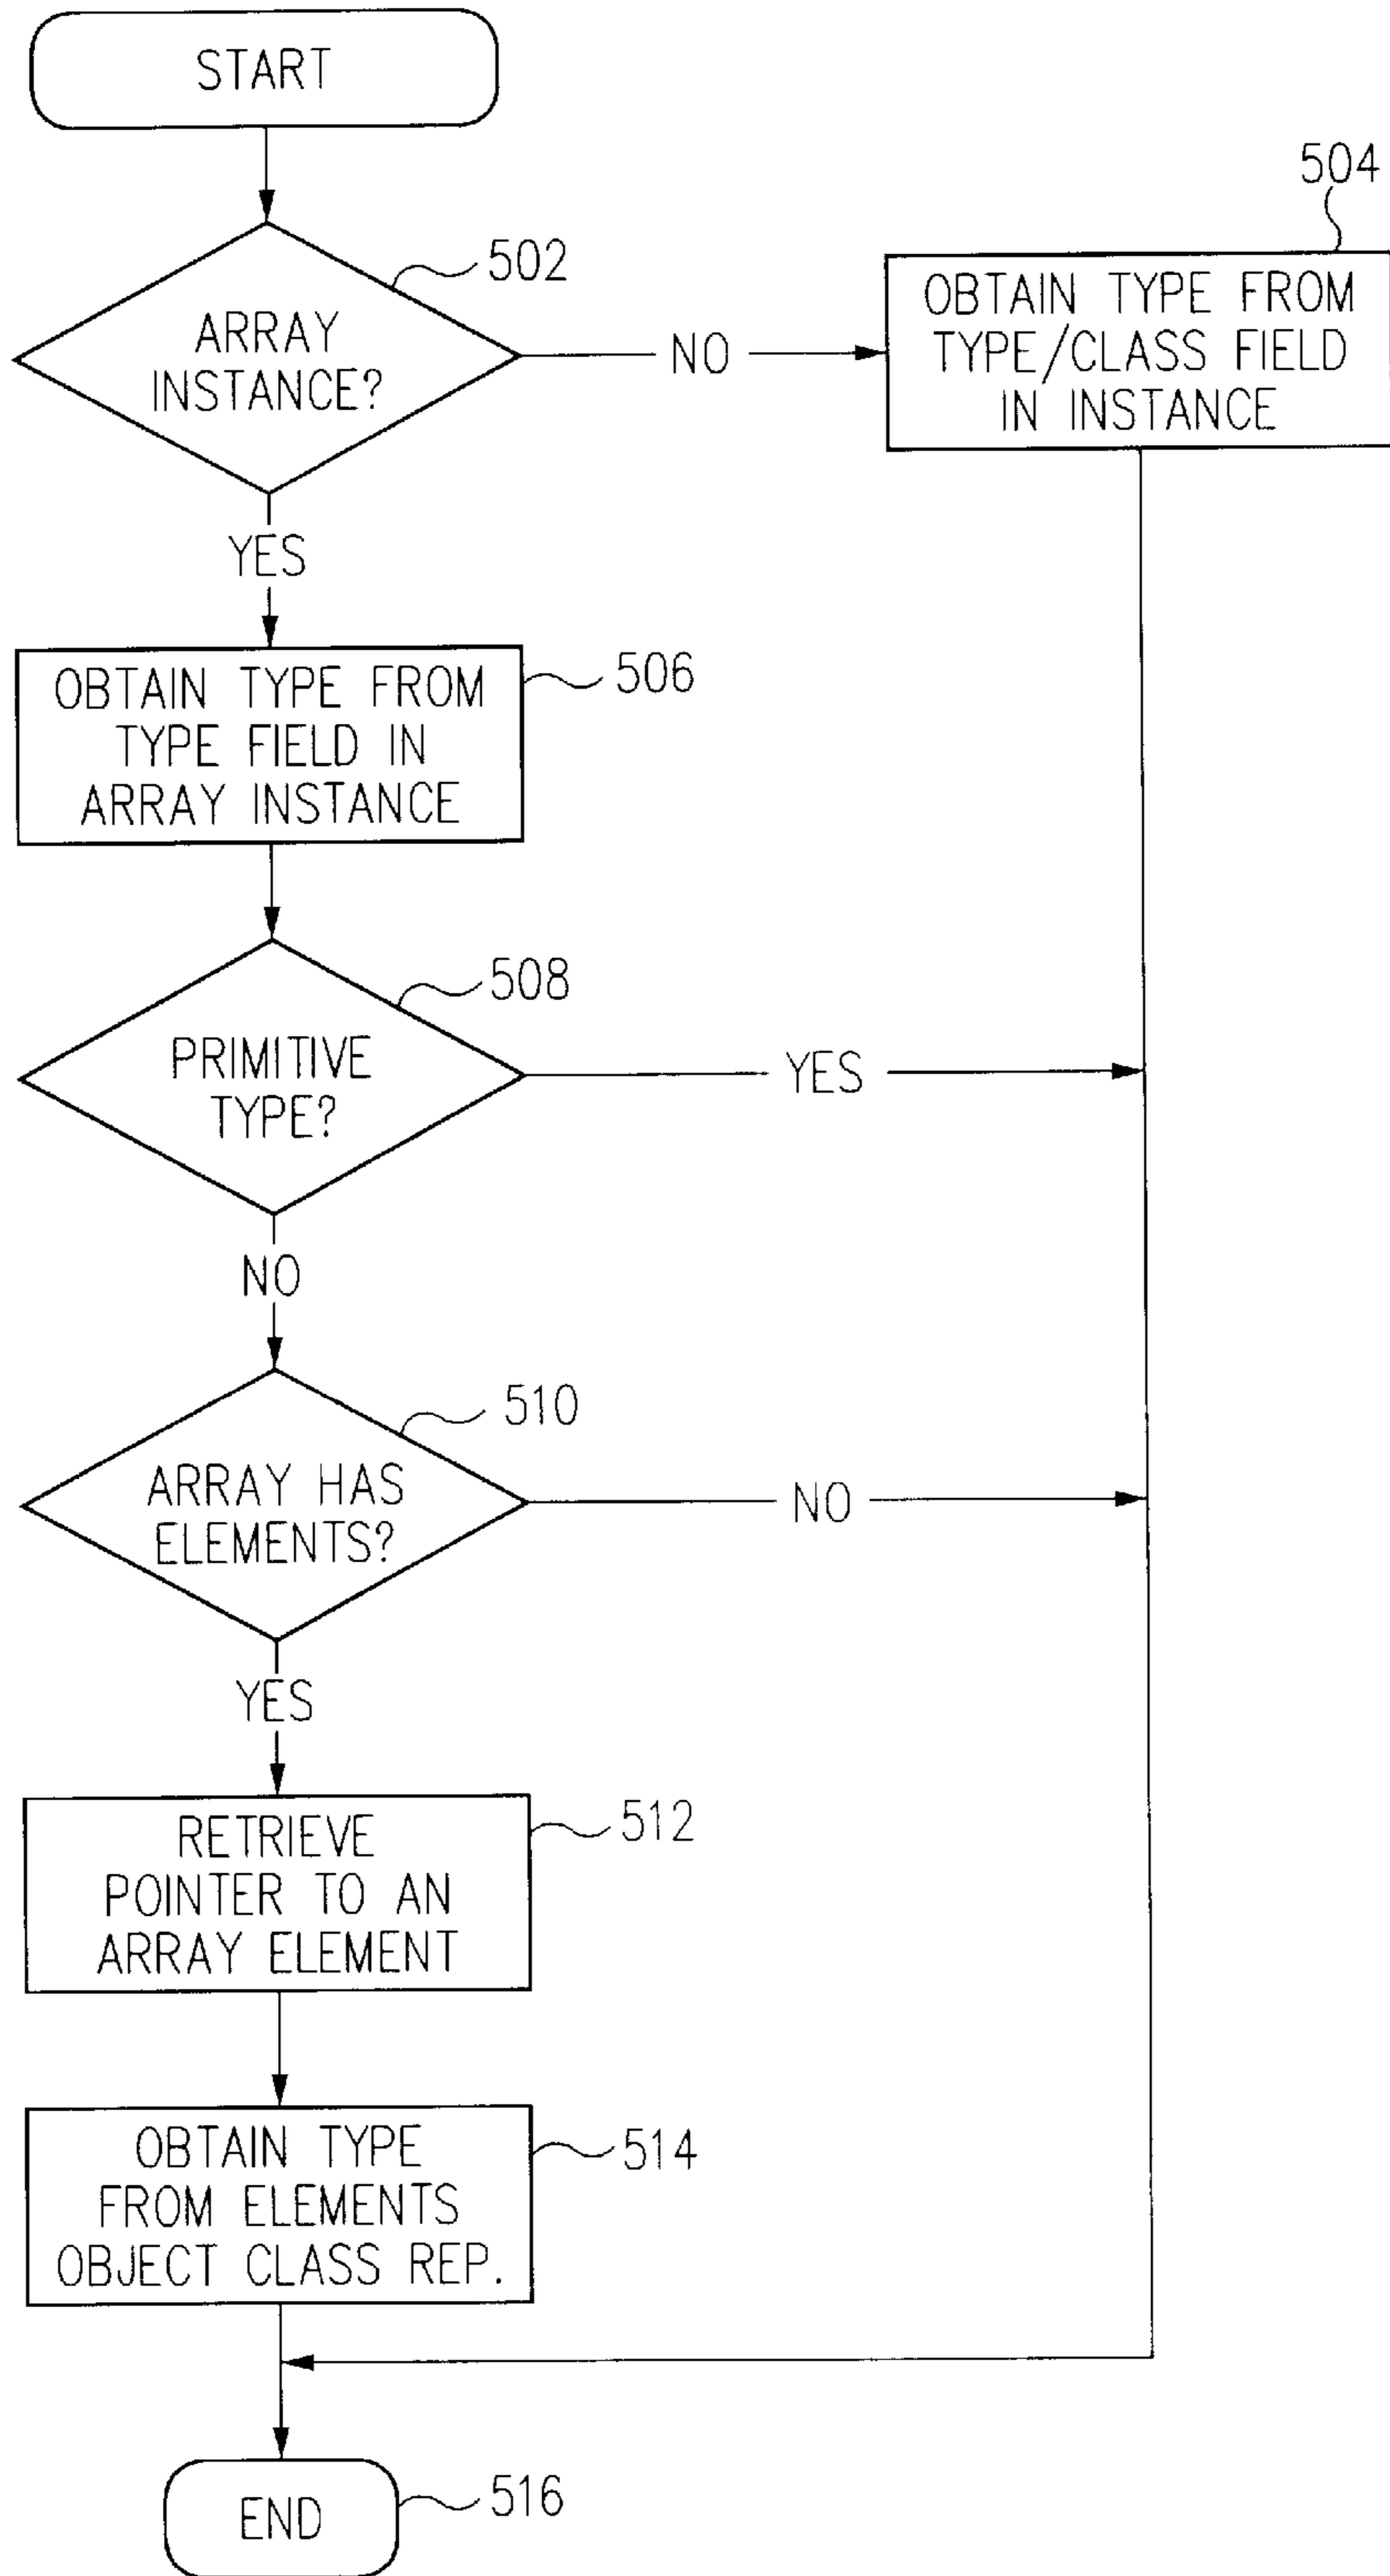 START
502
ARRAY
INSTANCE?
NO
504
OBTAIN TYPE FROM
TYPE/CLASS FIELD
IN INSTANCE
YES
506
OBTAIN TYPE FROM
TYPE FIELD IN
ARRAY INSTANCE
508
PRIMITIVE
TYPE?
YES
NO
510
ARRAY HAS
ELEMENTS?
NO
YES
512
RETRIEVE
POINTER TO AN
ARRAY ELEMENT
514
OBTAIN TYPE
FROM ELEMENTS
OBJECT CLASS REP.
END
516